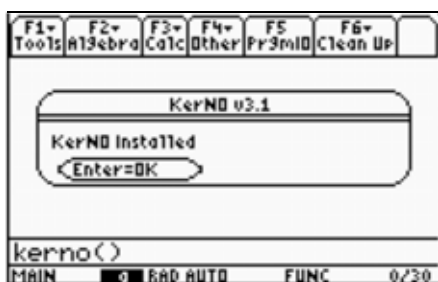 F1▾ F2▾ F3▾ F4▾ F5 F6▾
Tools Algebra Calc Other PrgmIO Clean Up
KerNO v3.1
KerNO Installed
Enter=OK
kerno()
MAIN RAD AUTO FUNC 0/30